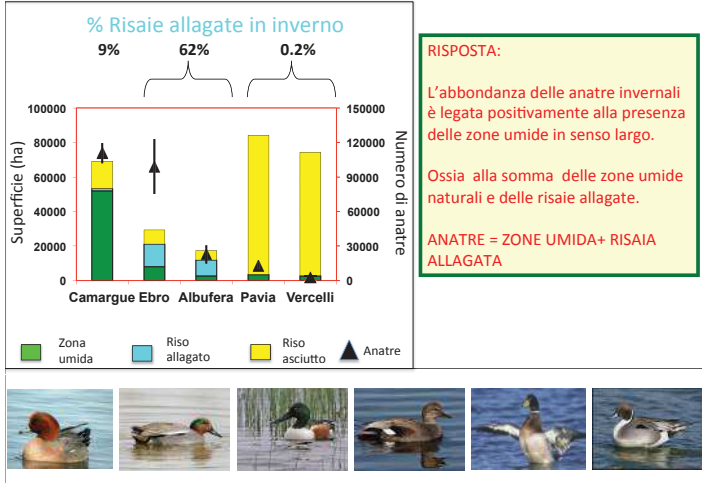 % Risaie allagate in inverno
9% 62% 0.2%
100000
80000
60000
40000
20000
0
Superficie (ha)
150000
120000
90000
60000
30000
0
Numero di anatre
Camargue Ebro Albufera Pavia Vercelli
Zona umida
Riso allagato
Riso asciutto
Anatre
RISPOSTA:
L'abbondanza delle anatre invernali
è legata positivamente alla presenza
delle zone umide in senso largo.
Ossia alla somma delle zone umide
naturali e delle risaie allagate.
ANATRE = ZONE UMIDA+ RISAIA
ALLAGATA